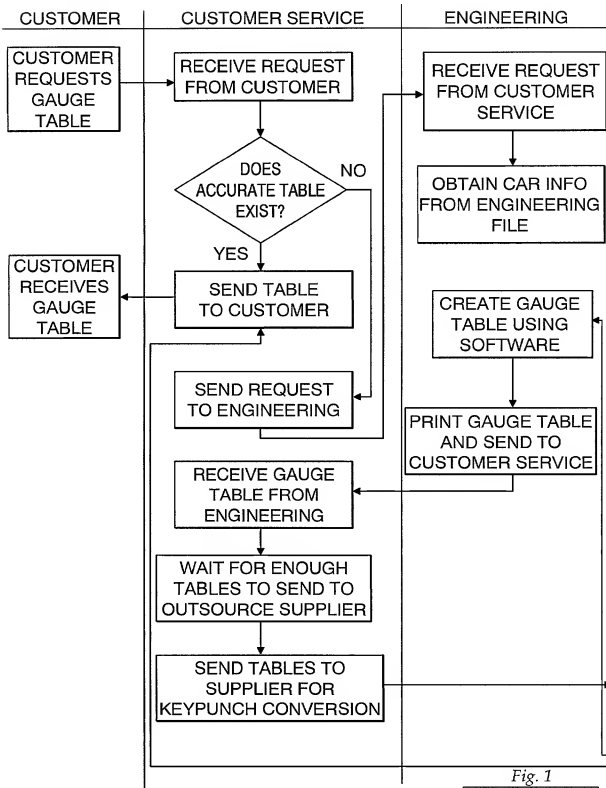 CUSTOMER
CUSTOMER SERVICE
ENGINEERING
CUSTOMER
REQUESTS
GAUGE
TABLE
RECEIVE REQUEST
FROM CUSTOMER
RECEIVE REQUEST
FROM CUSTOMER
SERVICE
DOES
ACCURATE TABLE
EXIST?
NO
YES
OBTAIN CAR INFO
FROM ENGINEERING
FILE
CUSTOMER
RECEIVES
GAUGE
TABLE
SEND TABLE
TO CUSTOMER
CREATE GAUGE
TABLE USING
SOFTWARE
SEND REQUEST
TO ENGINEERING
PRINT GAUGE TABLE
AND SEND TO
CUSTOMER SERVICE
RECEIVE GAUGE
TABLE FROM
ENGINEERING
WAIT FOR ENOUGH
TABLES TO SEND TO
OUTSOURCE SUPPLIER
SEND TABLES TO
SUPPLIER FOR
KEYPUNCH CONVERSION
Fig. 1